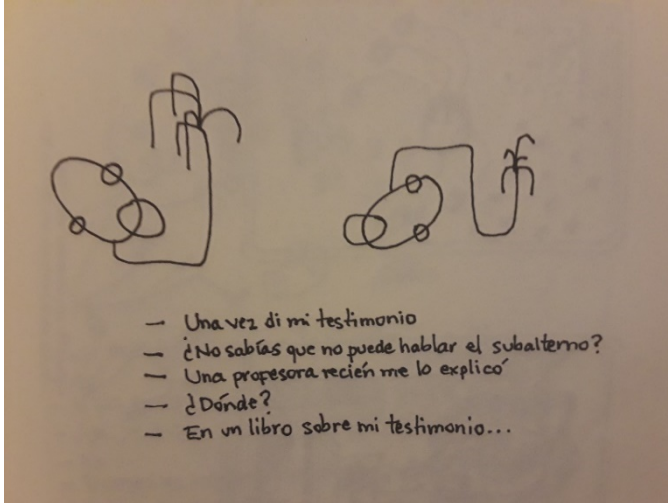 — Una vez di mi testimonio
— ¿No sabías que no puede hablar el subalterno?
— Una profesora recién me lo explicó
— ¿Dónde?
— En un libro sobre mi testimonio...